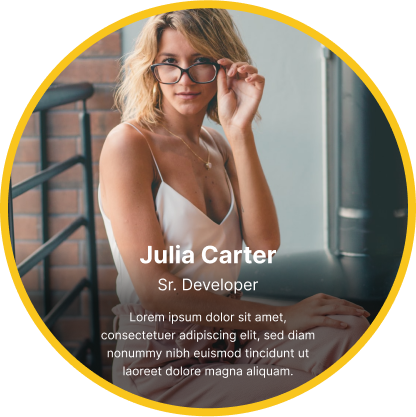 Julia Carter
Sr. Developer
Lorem ipsum dolor sit amet,
consectetuer adipiscing elit, sed diam
nonummy nibh euismod tincidunt ut
laoreet dolore magna aliquam.